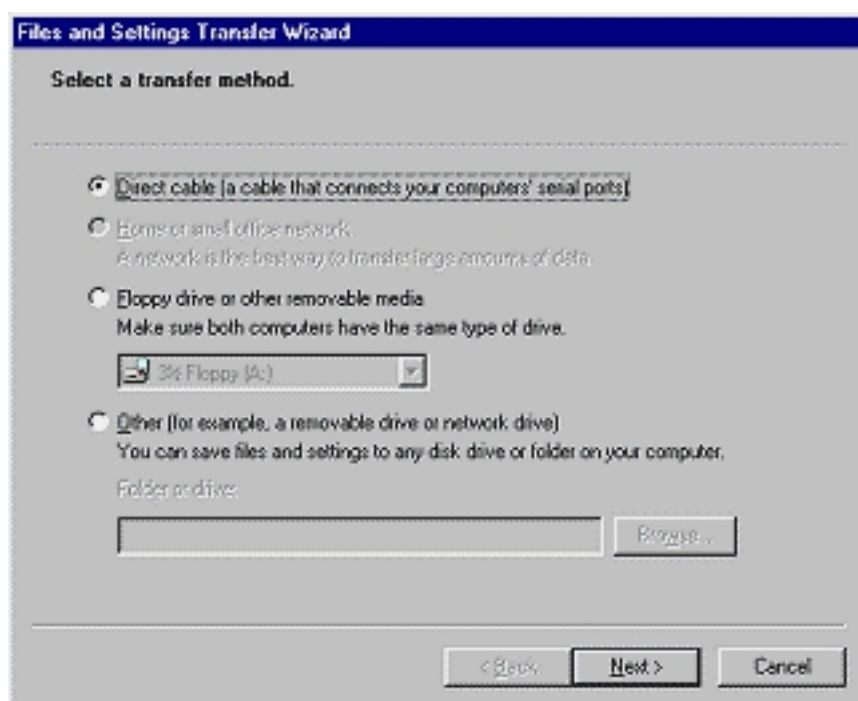 Files and Settings Transfer Wizard
Select a transfer method.
Direct cable (a cable that connects your computers' serial ports)
Home or small office network
A network is the best way to transfer large amounts of data
Floppy drive or other removable media
Make sure both computers have the same type of drive.
3½ Floppy (A:)
Other (for example, a removable drive or network drive)
You can save files and settings to any disk drive or folder on your computer.
Folder or drive:
Browse...
< Back
Next >
Cancel